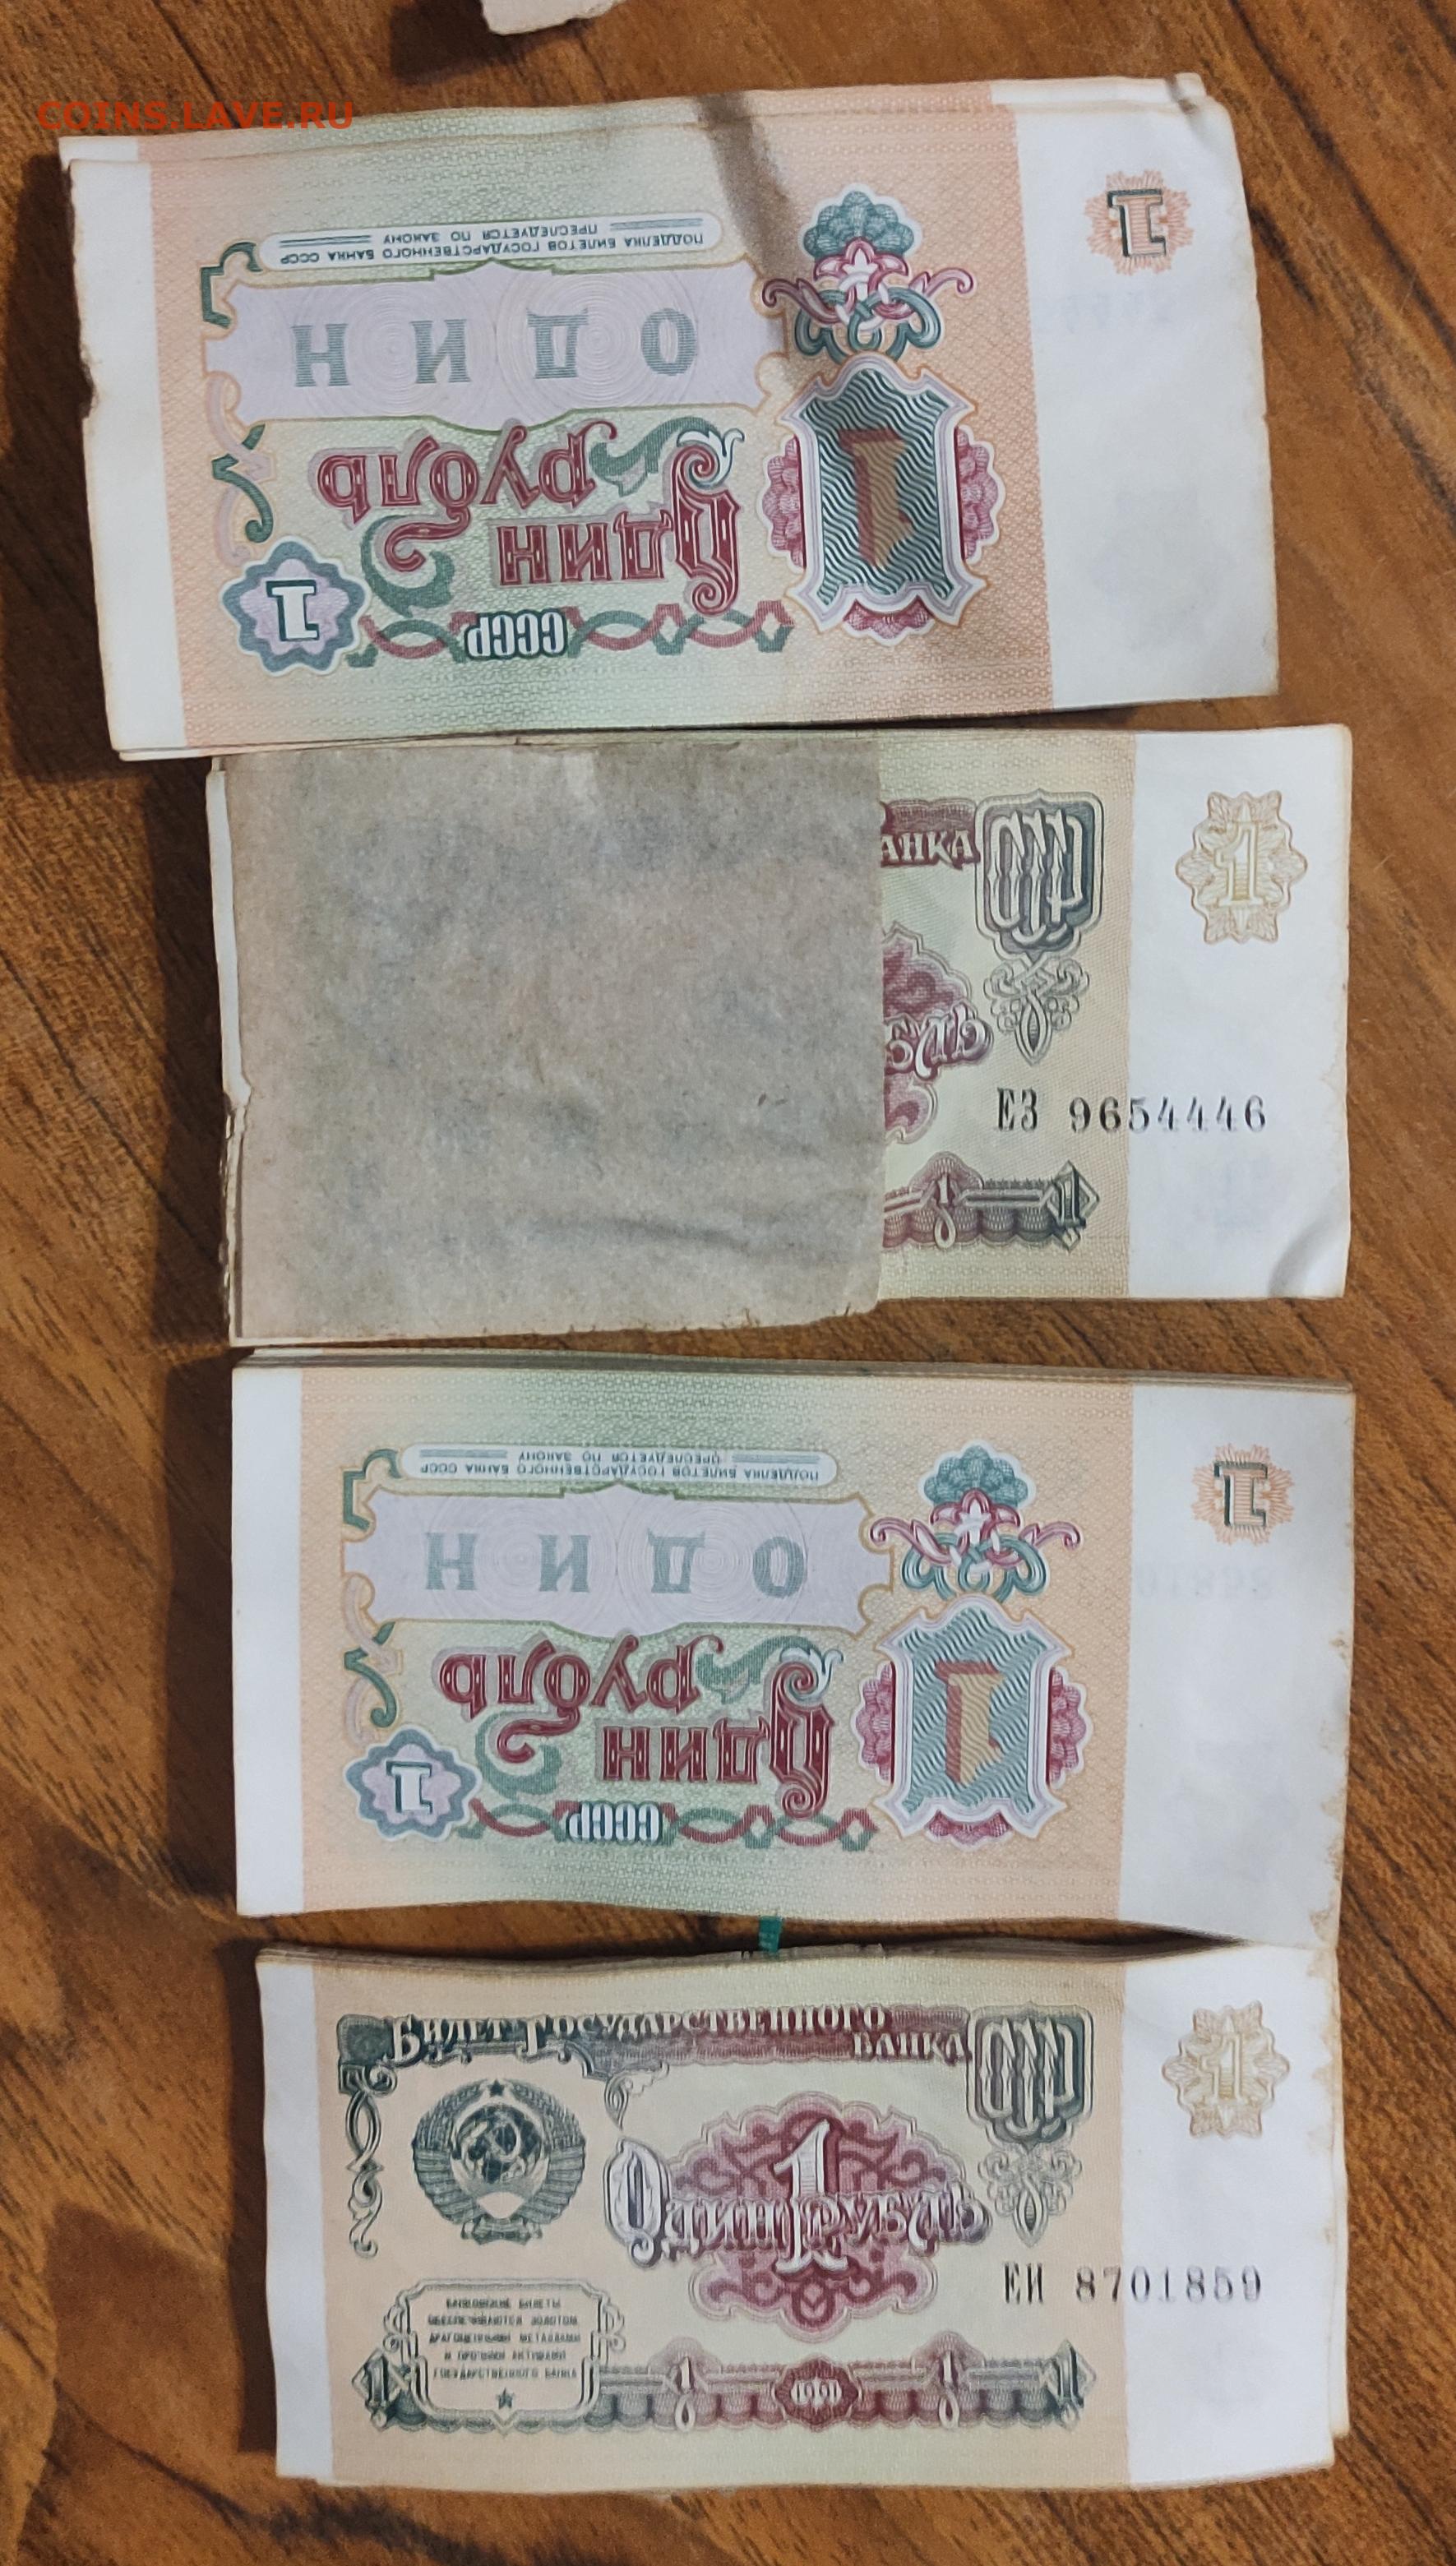 COINS.LAVE.RU
ПОДДЕЛКА БИЛЕТОВ ГОСУДАРСТВЕННОГО БАНКА СССР
ПРЕСЛЕДУЕТСЯ ПО ЗАКОНУ
ОДИН
Один
рубль
СССР
1
1
1
АНКА
1
ЕЗ 9654446
1
1
ПОДДЕЛКА БИЛЕТОВ ГОСУДАРСТВЕННОГО БАНКА СССР
ПРЕСЛЕДУЕТСЯ ПО ЗАКОНУ
ОДИН
Один
рубль
СССР
1
1
1
БИЛЕТ ГОСУДАРСТВЕННОГО
БАНКА СССР
1
1
Один рубль
ЕИ 8701859
БАНКОВСКИЕ БИЛЕТЫ
ОБЕСПЕЧИВАЮТСЯ ЗОЛОТОМ,
ДРАГОЦЕННЫМИ МЕТАЛЛАМИ
И ПРОЧИМИ АКТИВАМИ
ГОСУДАРСТВЕННОГО БАНКА
1 1 1991 1 1